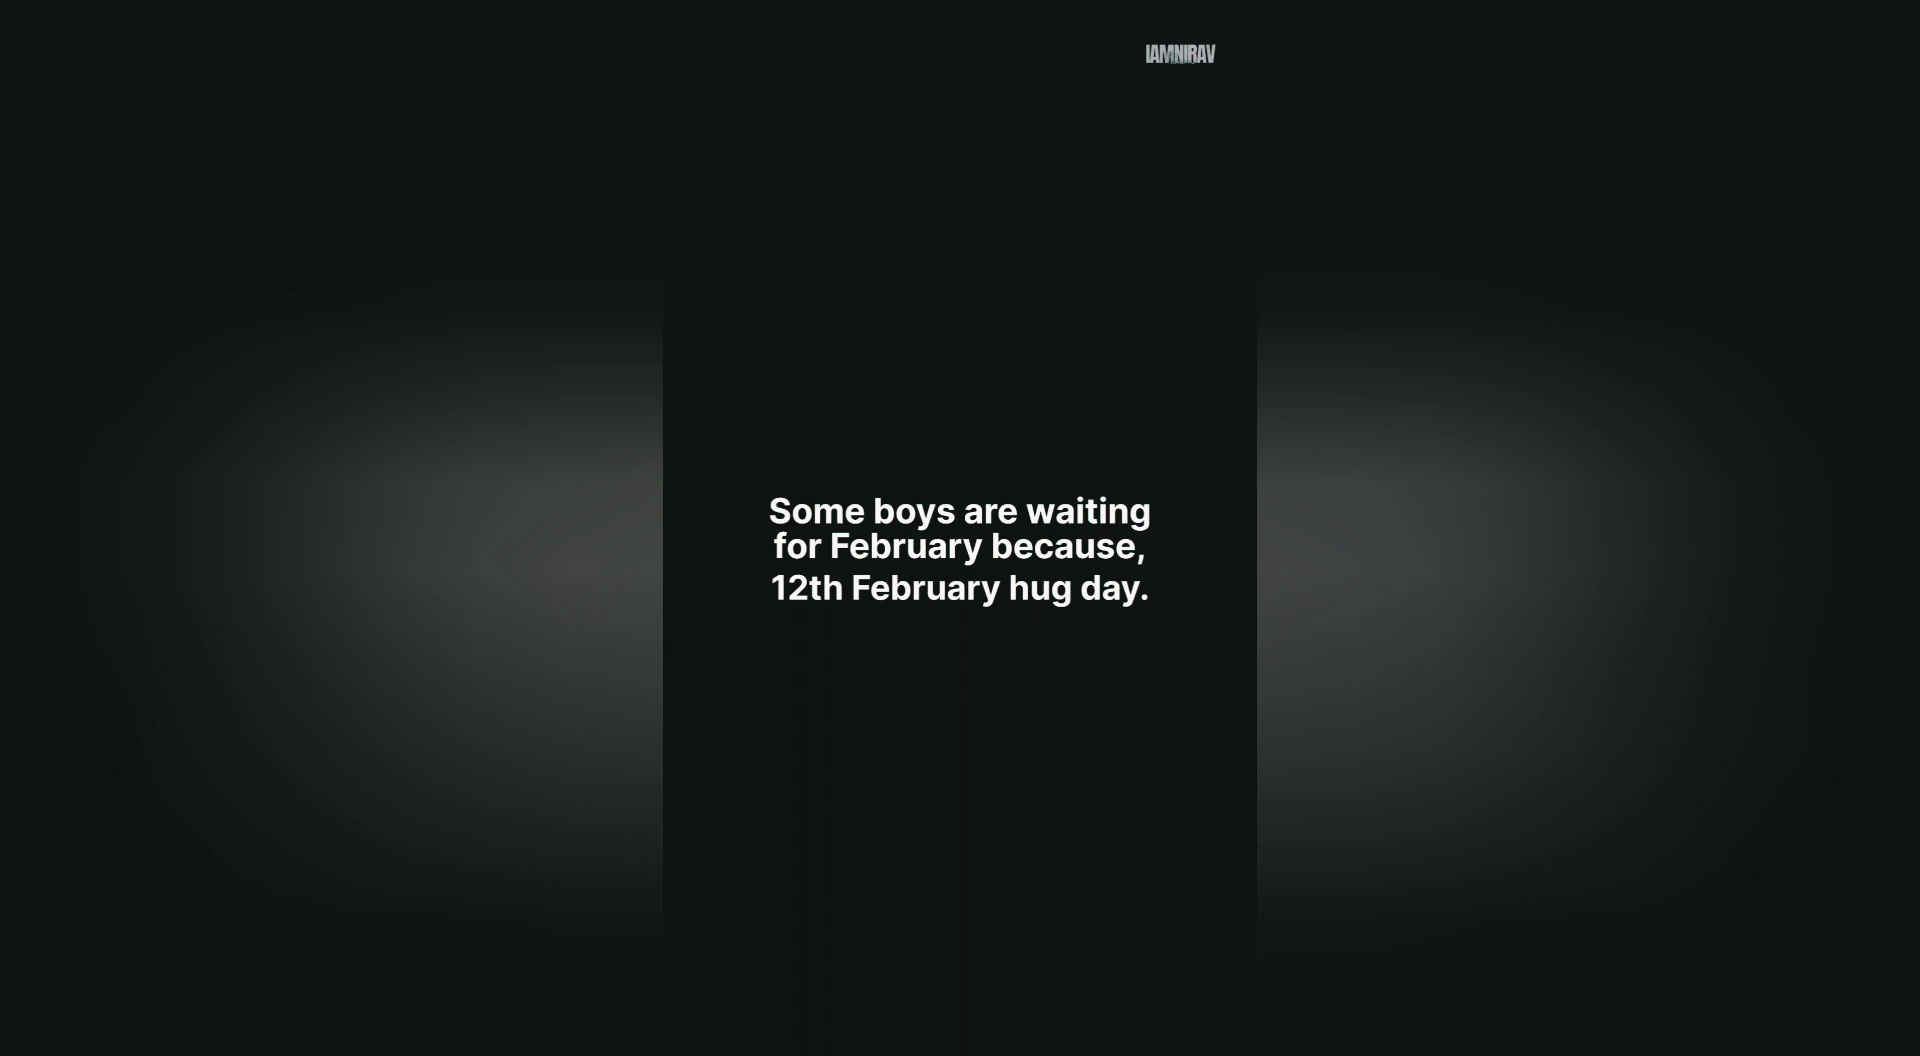 IAMNIRAV
Some boys are waiting
for February because,
12th February hug day.